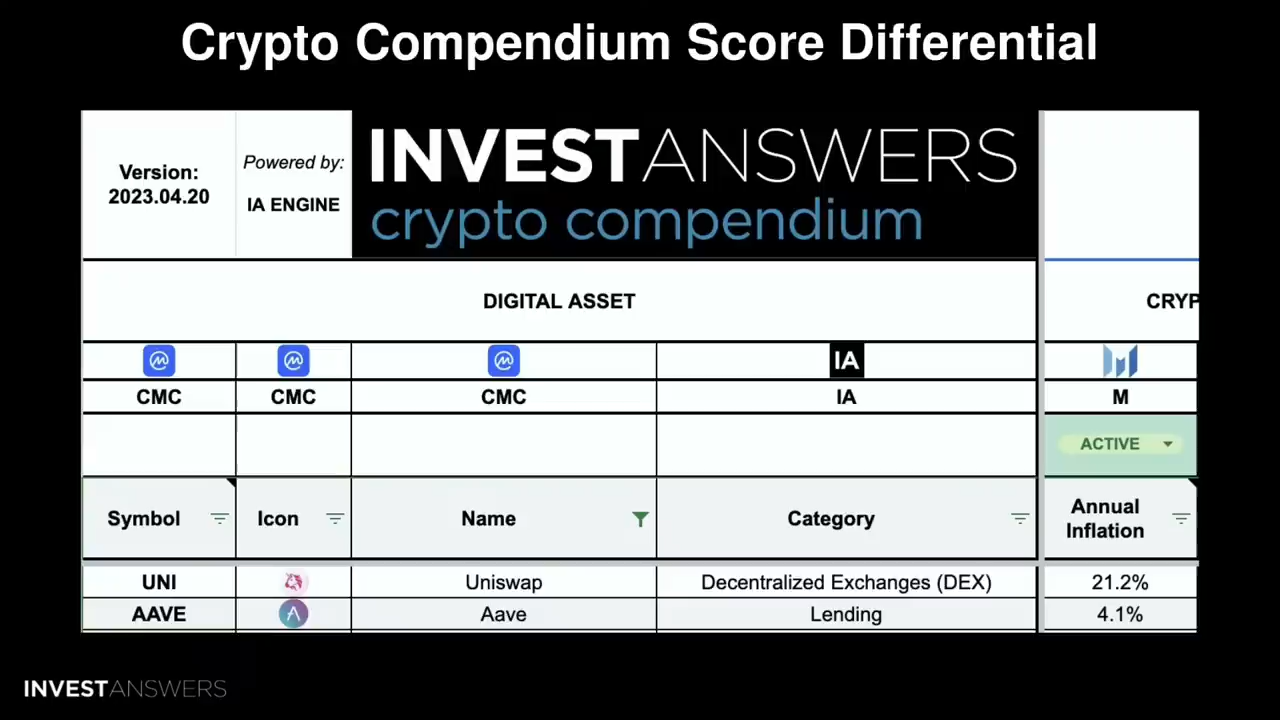 Crypto Compendium Score Differential
Version:
2023.04.20
Powered by:
IA ENGINE
INVESTANSWERS
crypto compendium
DIGITAL ASSET
CRYP
IA
CMC CMC CMC IA M
ACTIVE
Symbol Icon Name Category Annual Inflation
UNI Uniswap Decentralized Exchanges (DEX) 21.2%
AAVE Aave Lending 4.1%
INVESTANSWERS